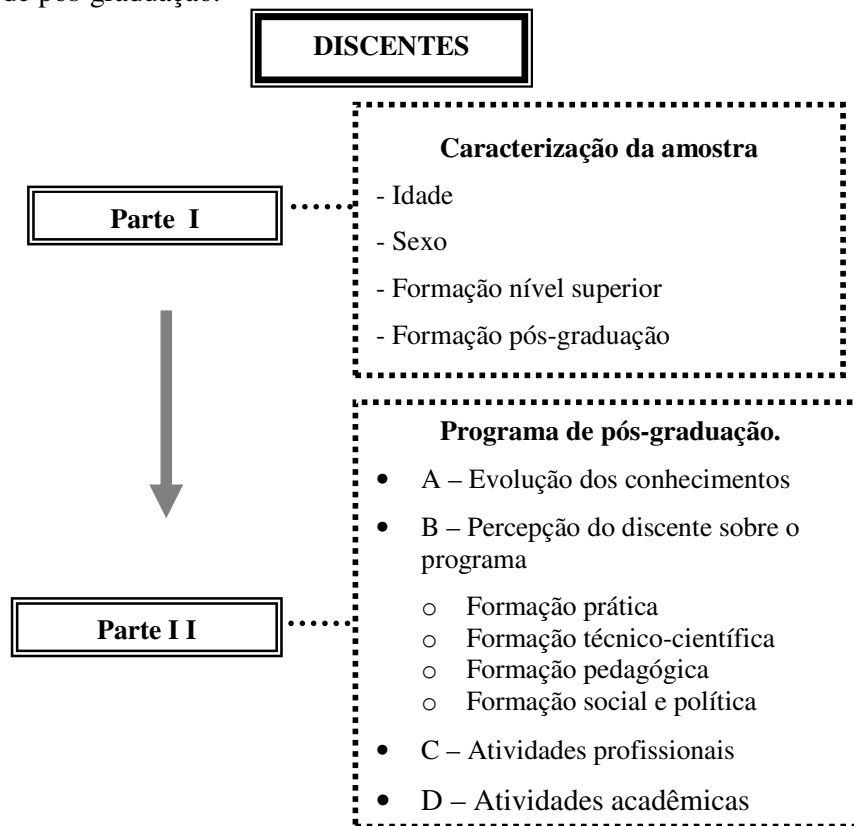 de pós-graduação.
DISCENTES
Caracterização da amostra
Parte I
- Idade
- Sexo
- Formação nível superior
- Formação pós-graduação
Programa de pós-graduação.
• A – Evolução dos conhecimentos
• B – Percepção do discente sobre o
programa
o Formação prática
o Formação técnico-científica
o Formação pedagógica
o Formação social e política
Parte I I
• C – Atividades profissionais
• D – Atividades acadêmicas